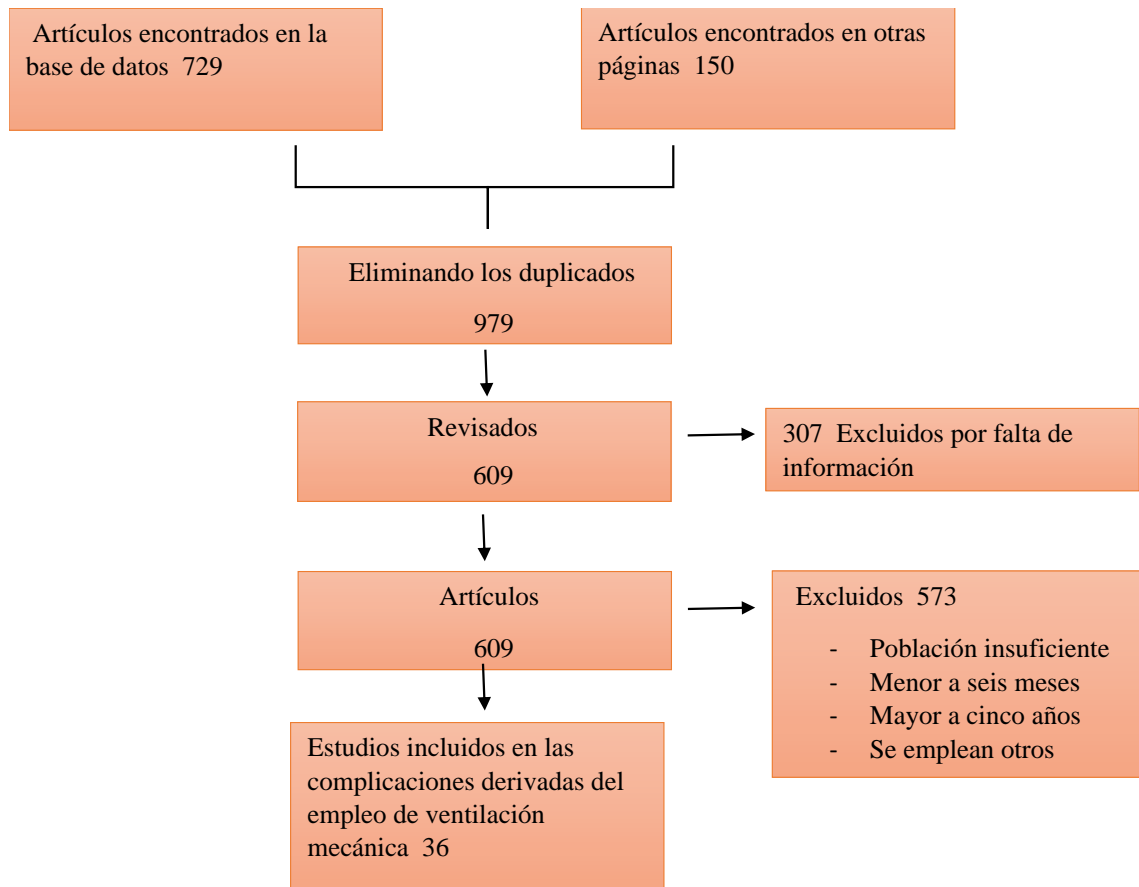 Artículos encontrados en la
base de datos 729
Artículos encontrados en otras
páginas 150
Eliminando los duplicados
979
Revisados
609
307 Excluidos por falta de
información
Artículos
609
Excluidos 573
- Población insuficiente
- Menor a seis meses
- Mayor a cinco años
- Se emplean otros
Estudios incluidos en las
complicaciones derivadas del
empleo de ventilación
mecánica 36